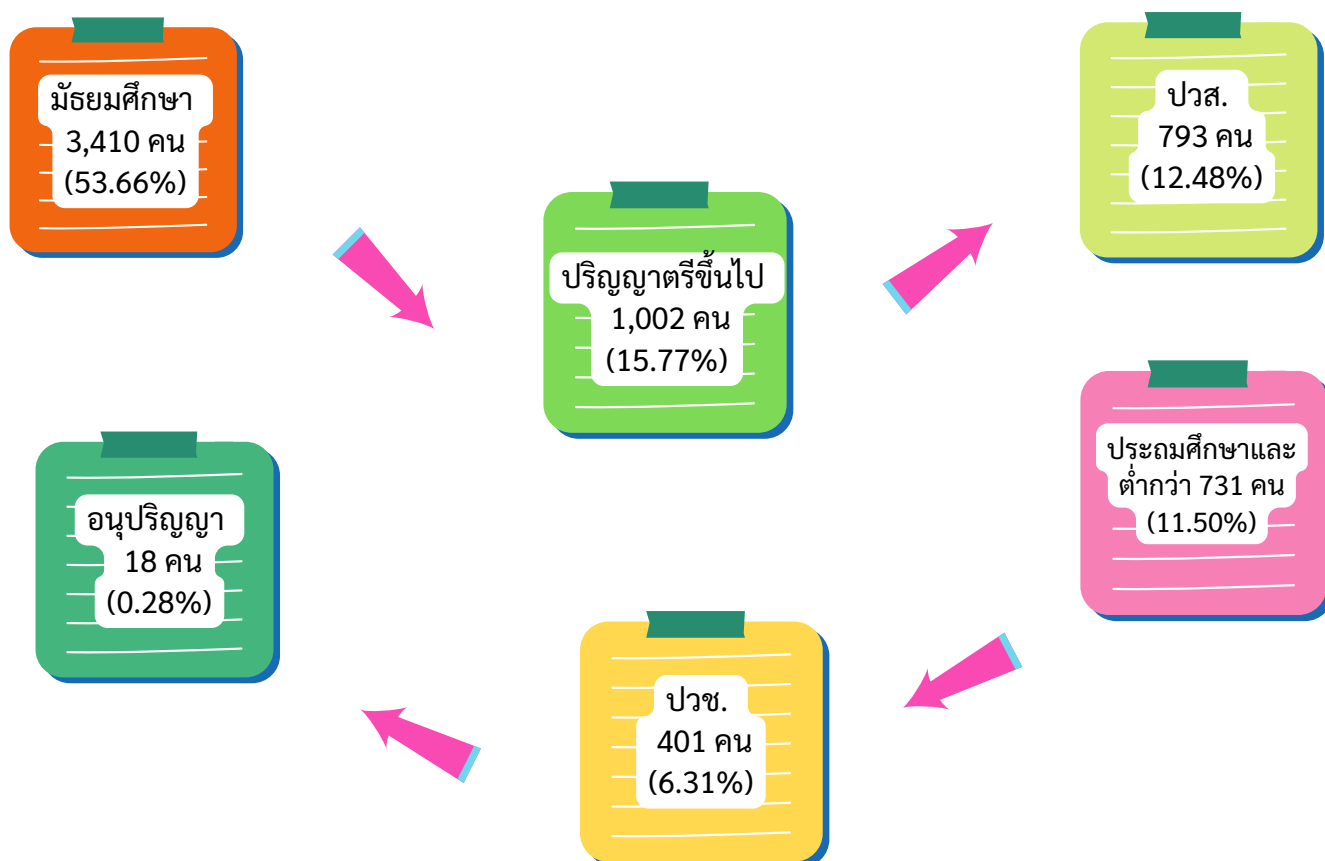 มัธยมศึกษา
3,410 คน
(53.66%)
ปริญญาตรีขึ้นไป
1,002 คน
(15.77%)
ปวส.
793 คน
(12.48%)
ประถมศึกษาและ
ต่ำกว่า 731 คน
(11.50%)
ปวช.
401 คน
(6.31%)
อนุปริญญา
18 คน
(0.28%)